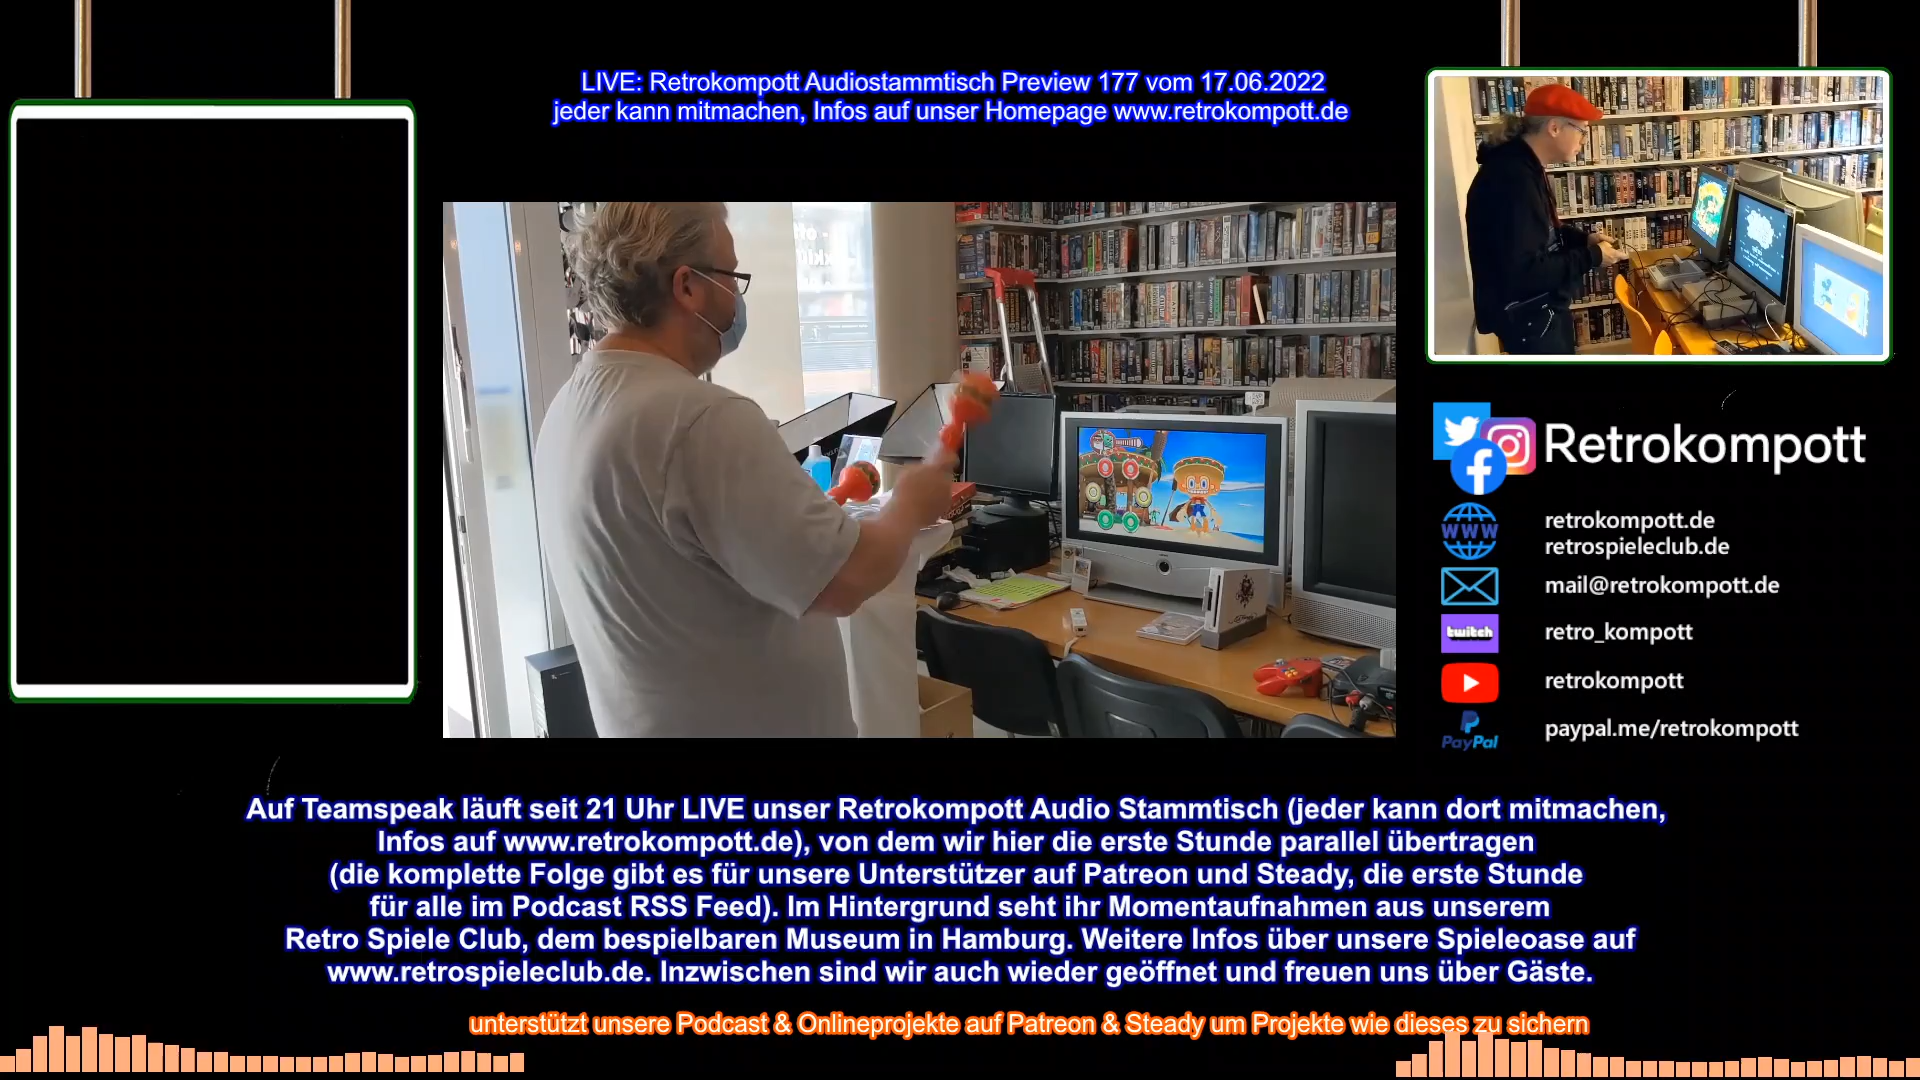 LIVE: Retrokompott Audiostammtisch Preview 177 vom 17.06.2022
jeder kann mitmachen, Infos auf unser Homepage www.retrokompott.de
Retrokompott
www
retrokompott.de
retrospieleclub.de
mail@retrokompott.de
twitch
retro_kompott
retrokompott
PayPal
paypal.me/retrokompott
Auf Teamspeak läuft seit 21 Uhr LIVE unser Retrokompott Audio Stammtisch (jeder kann dort mitmachen,
Infos auf www.retrokompott.de), von dem wir hier die erste Stunde parallel übertragen
(die komplette Folge gibt es für unsere Unterstützer auf Patreon und Steady, die erste Stunde
für alle im Podcast RSS Feed). Im Hintergrund seht ihr Momentaufnahmen aus unserem
Retro Spiele Club, dem bespielbaren Museum in Hamburg. Weitere Infos über unsere Spieleoase auf
www.retrospieleclub.de. Inzwischen sind wir auch wieder geöffnet und freuen uns über Gäste.
unterstützt unsere Podcast & Onlineprojekte auf Patreon & Steady um Projekte wie dieses zu sichern